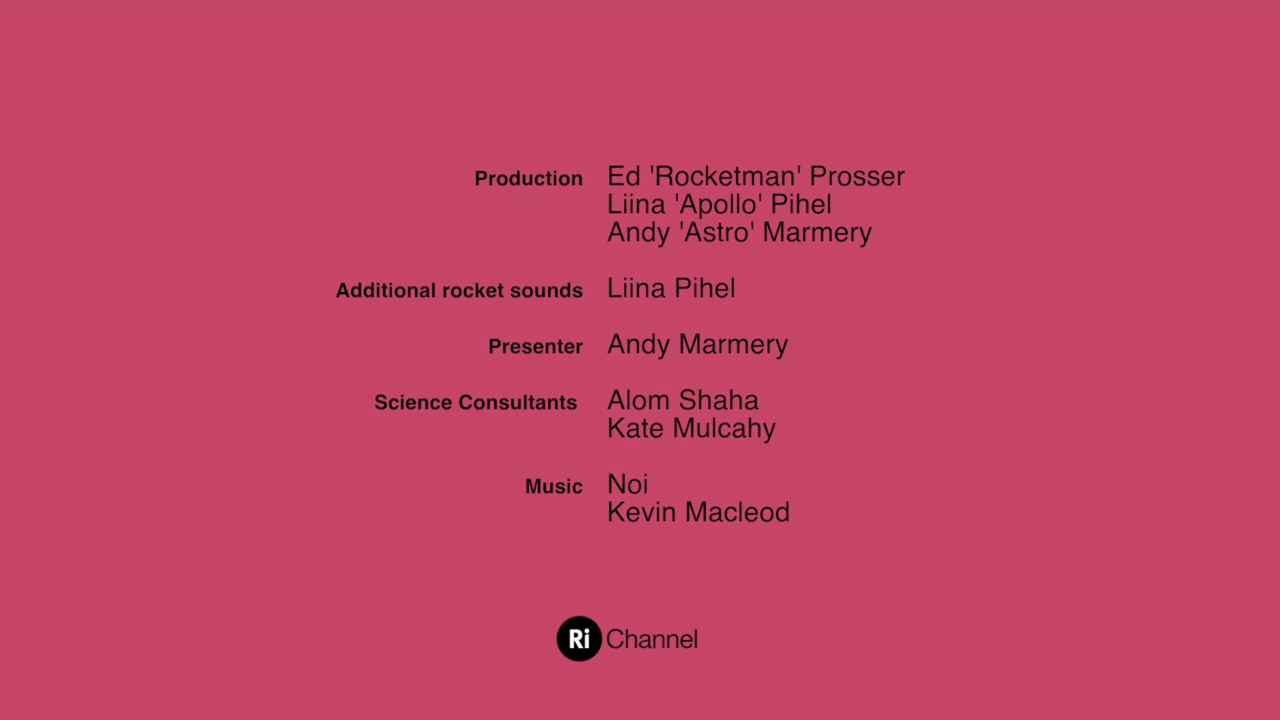 Production Ed 'Rocketman' Prosser
Liina 'Apollo' Pihel
Andy 'Astro' Marmery
Additional rocket sounds Liina Pihel
Presenter Andy Marmery
Science Consultants Alom Shaha
Kate Mulcahy
Music Noi
Kevin Macleod
Ri Channel